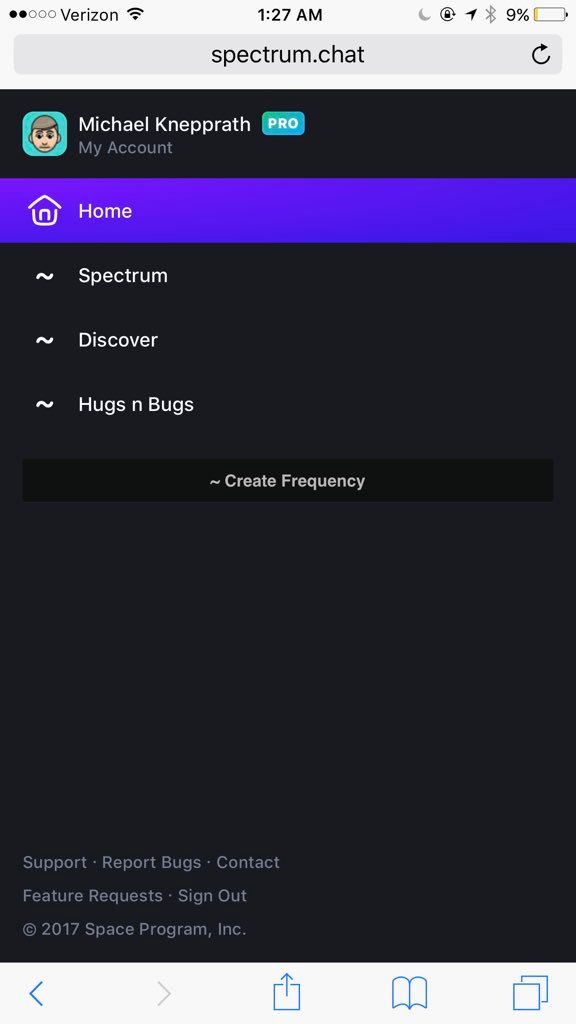 Verizon 1:27 AM 9%
spectrum.chat
Michael Knepprath PRO
My Account
Home
~ Spectrum
~ Discover
~ Hugs n Bugs
~ Create Frequency
Support · Report Bugs · Contact
Feature Requests · Sign Out
© 2017 Space Program, Inc.